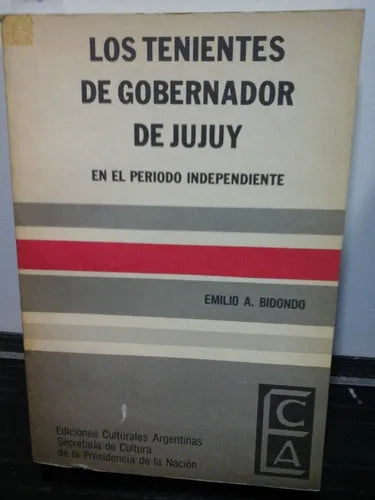 LOS TENIENTES
DE GOBERNADOR
DE JUJUY
EN EL PERIODO INDEPENDIENTE
EMILIO A. BIDONDO
Ediciones Culturales Argentinas
Secretaría de Cultura
de la Presidencia de la Nación
ECA